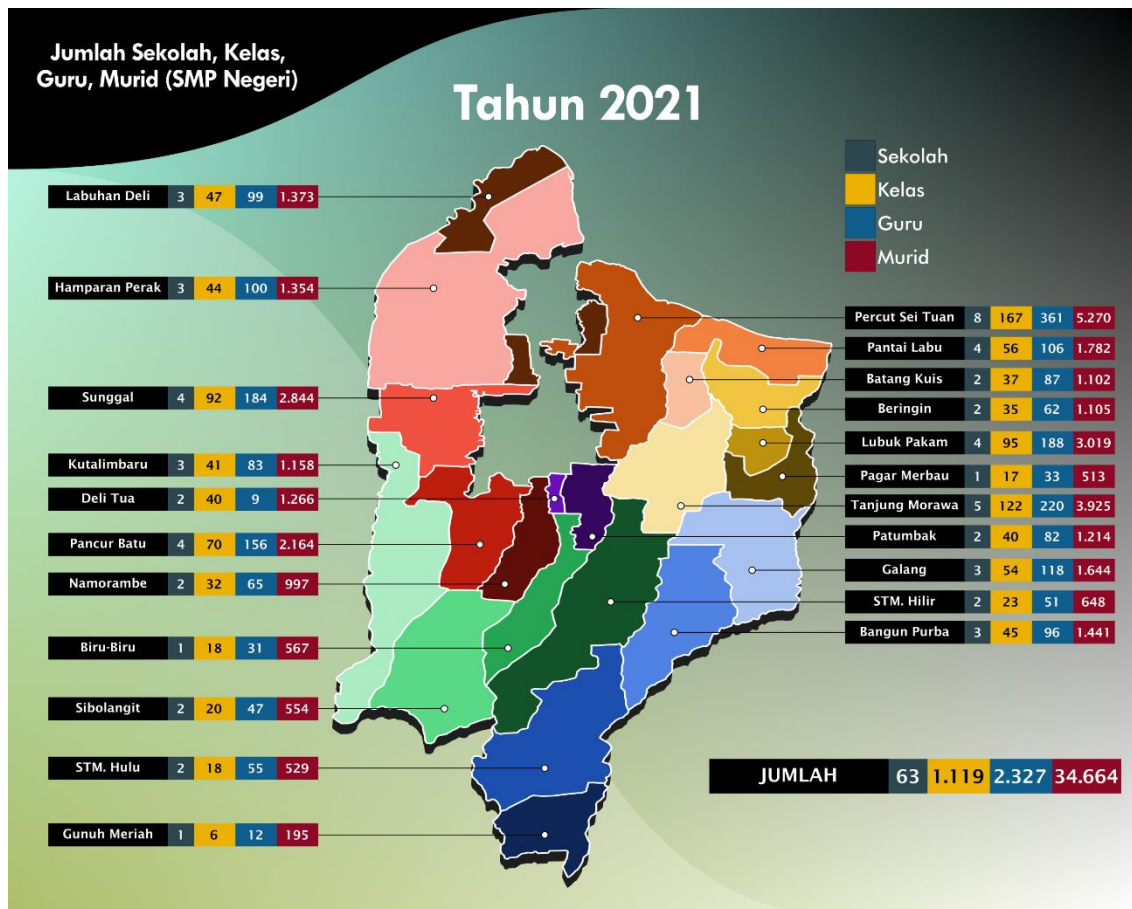 Jumlah Sekolah, Kelas,
Guru, Murid (SMP Negeri)
Tahun 2021
Sekolah
Kelas
Guru
Murid
Labuhan Deli 3 47 99 1.373
Hamparan Perak 3 44 100 1.354
Sunggal 4 92 184 2.844
Kutalimbaru 3 41 83 1.158
Deli Tua 2 40 9 1.266
Pancur Batu 4 70 156 2.164
Namorambe 2 32 65 997
Biru-Biru 1 18 31 567
Sibolangit 2 20 47 554
STM. Hulu 2 18 55 529
Gunuh Meriah 1 6 12 195
Percut Sei Tuan 8 167 361 5.270
Pantai Labu 4 56 106 1.782
Batang Kuis 2 37 87 1.102
Beringin 2 35 62 1.105
Lubuk Pakam 4 95 188 3.019
Pagar Merbau 1 17 33 513
Tanjung Morawa 5 122 220 3.925
Patumbak 2 40 82 1.214
Galang 3 54 118 1.644
STM. Hilir 2 23 51 648
Bangun Purba 3 45 96 1.441
JUMLAH 63 1.119 2.327 34.664